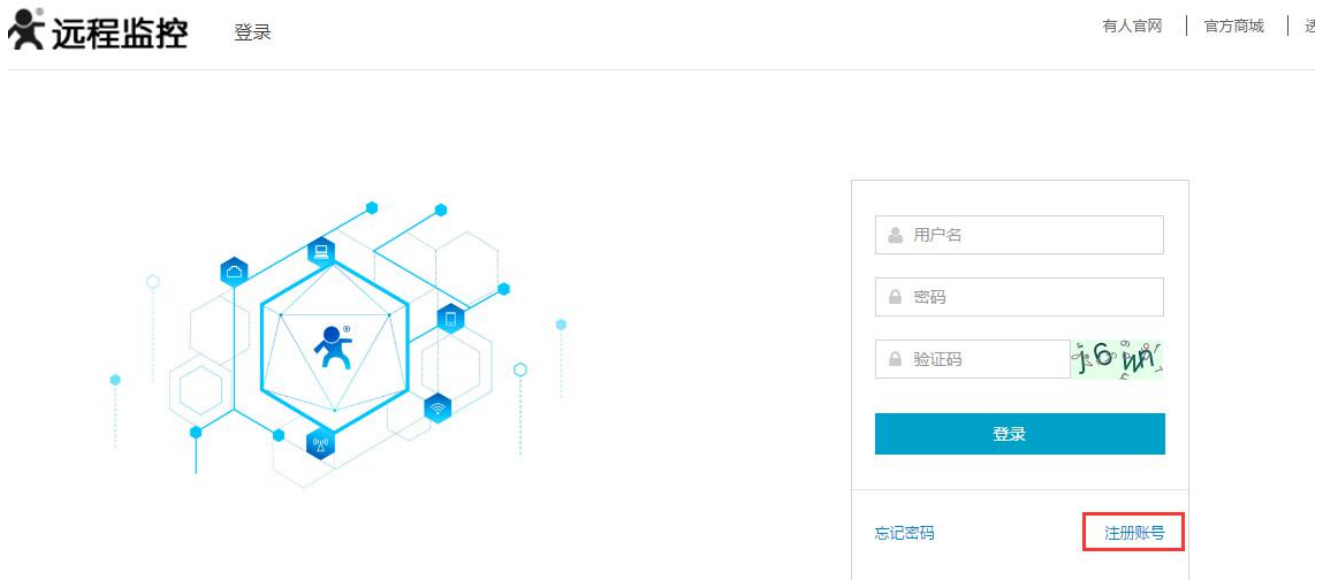 远程监控 登录 有人官网 官方商城
用户名
密码
验证码
登录
忘记密码 注册账号